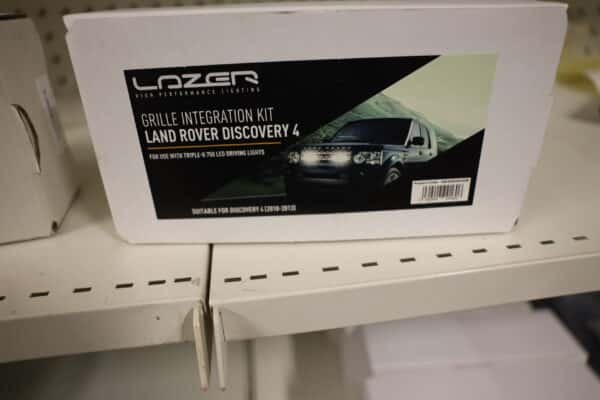 LAZER
HIGH PERFORMANCE LIGHTING
GRILLE INTEGRATION KIT
LAND ROVER DISCOVERY 4
FOR USE WITH TRIPLE-R 750 LED DRIVING LIGHTS
SUITABLE FOR DISCOVERY 4 (2010-2013)